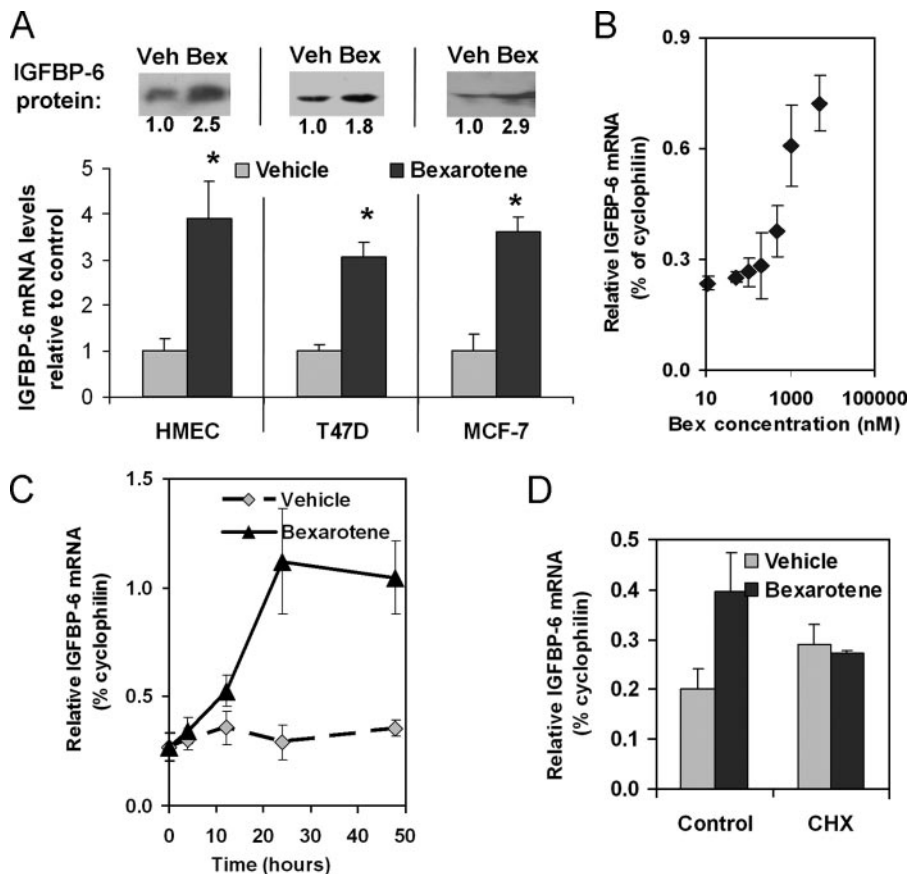 A
Veh Bex
Veh Bex
Veh Bex
IGFBP-6
protein:
1.0 2.5
1.0 1.8
1.0 2.9
IGFBP-6 mRNA levels
relative to control
5
4
3
2
1
0
Vehicle
Bexarotene
*
*
*
HMEC
T47D
MCF-7
B
Relative IGFBP-6 mRNA
(% of cyclophilin)
0.9
0.6
0.3
0.0
10 1000 100000
Bex concentration (nM)
C
Relative IGFBP-6 mRNA
(% cyclophilin)
1.5
1.0
0.5
0.0
Vehicle
Bexarotene
0 10 20 30 40 50
Time (hours)
D
Relative IGFBP-6 mRNA
(% cyclophilin)
0.5
0.4
0.3
0.2
0.1
0.0
Vehicle
Bexarotene
Control
CHX